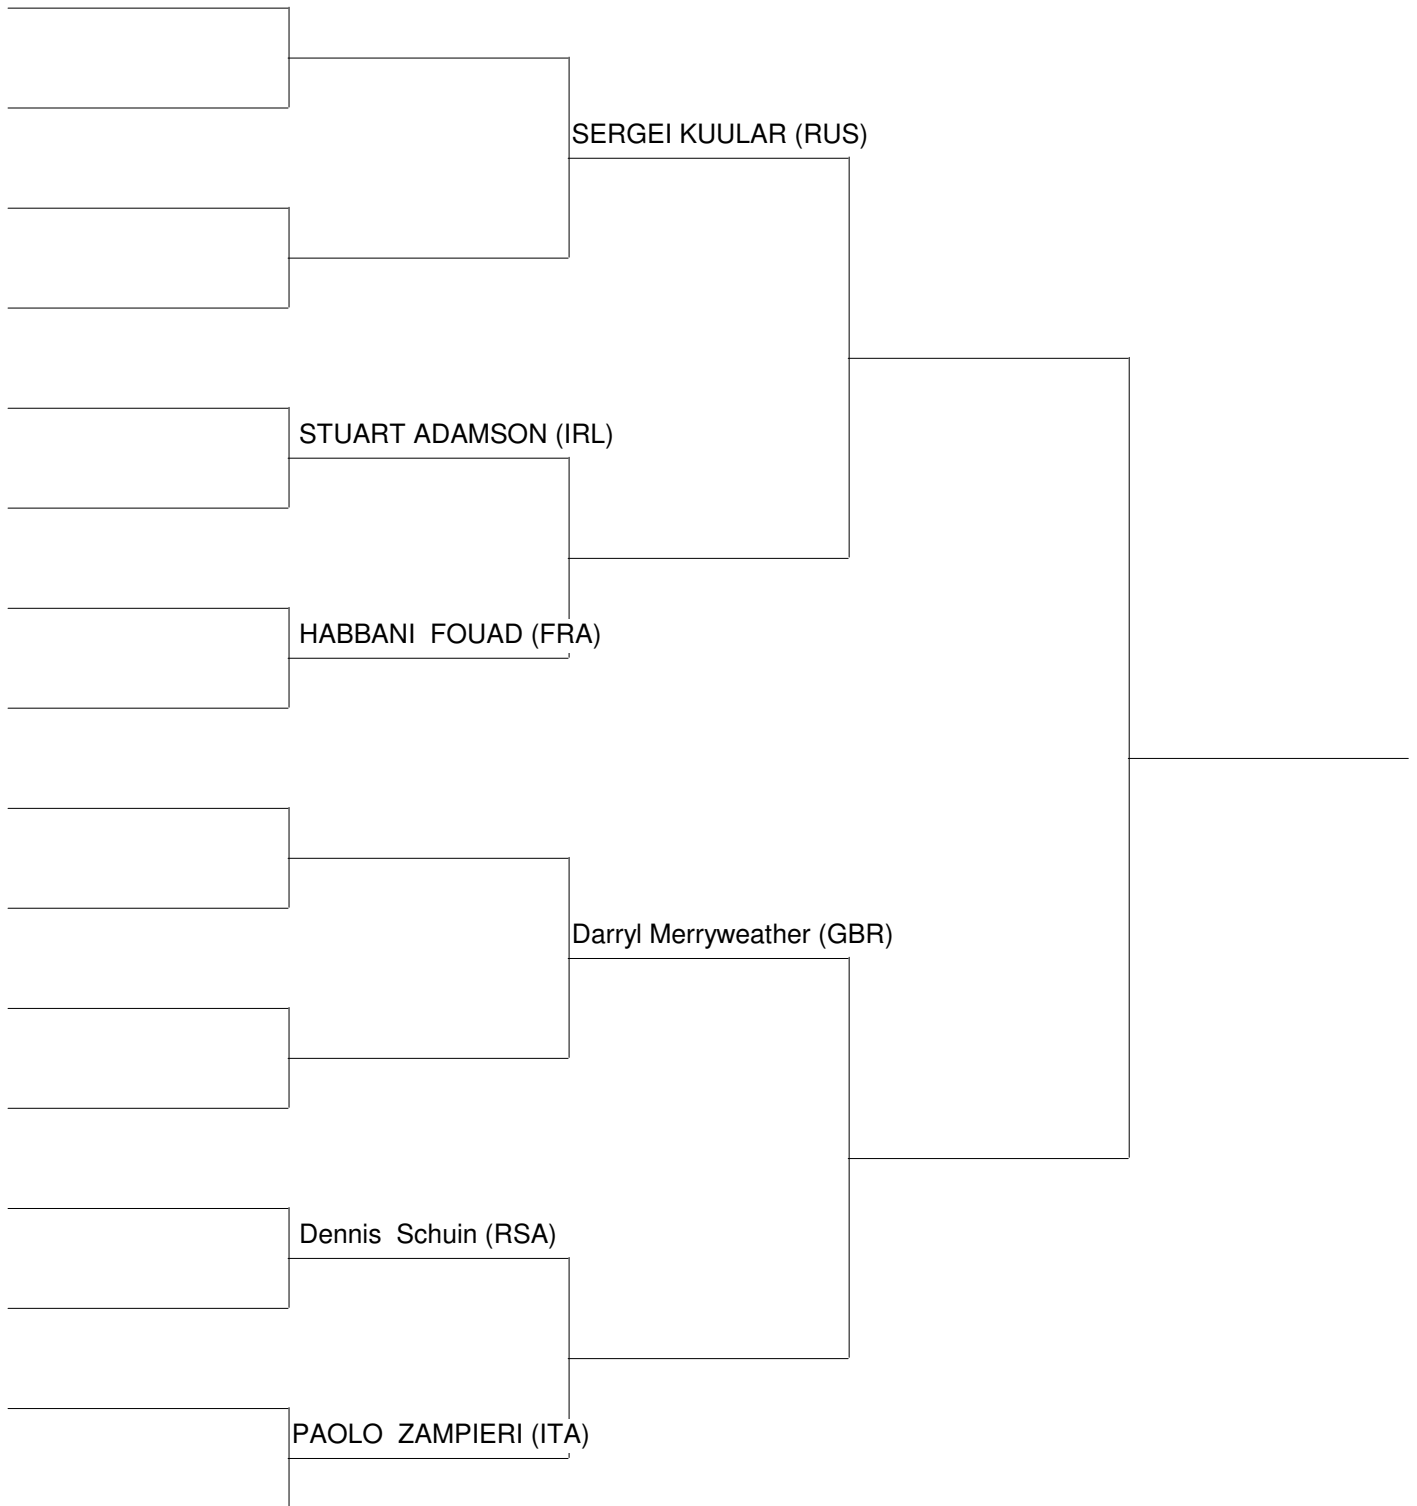 SERGEI KUULAR (RUS)
STUART ADAMSON (IRL)
HABBANI  FOUAD (FRA)
Darryl Merryweather (GBR)
Dennis  Schuin (RSA)
PAOLO  ZAMPIERI (ITA)